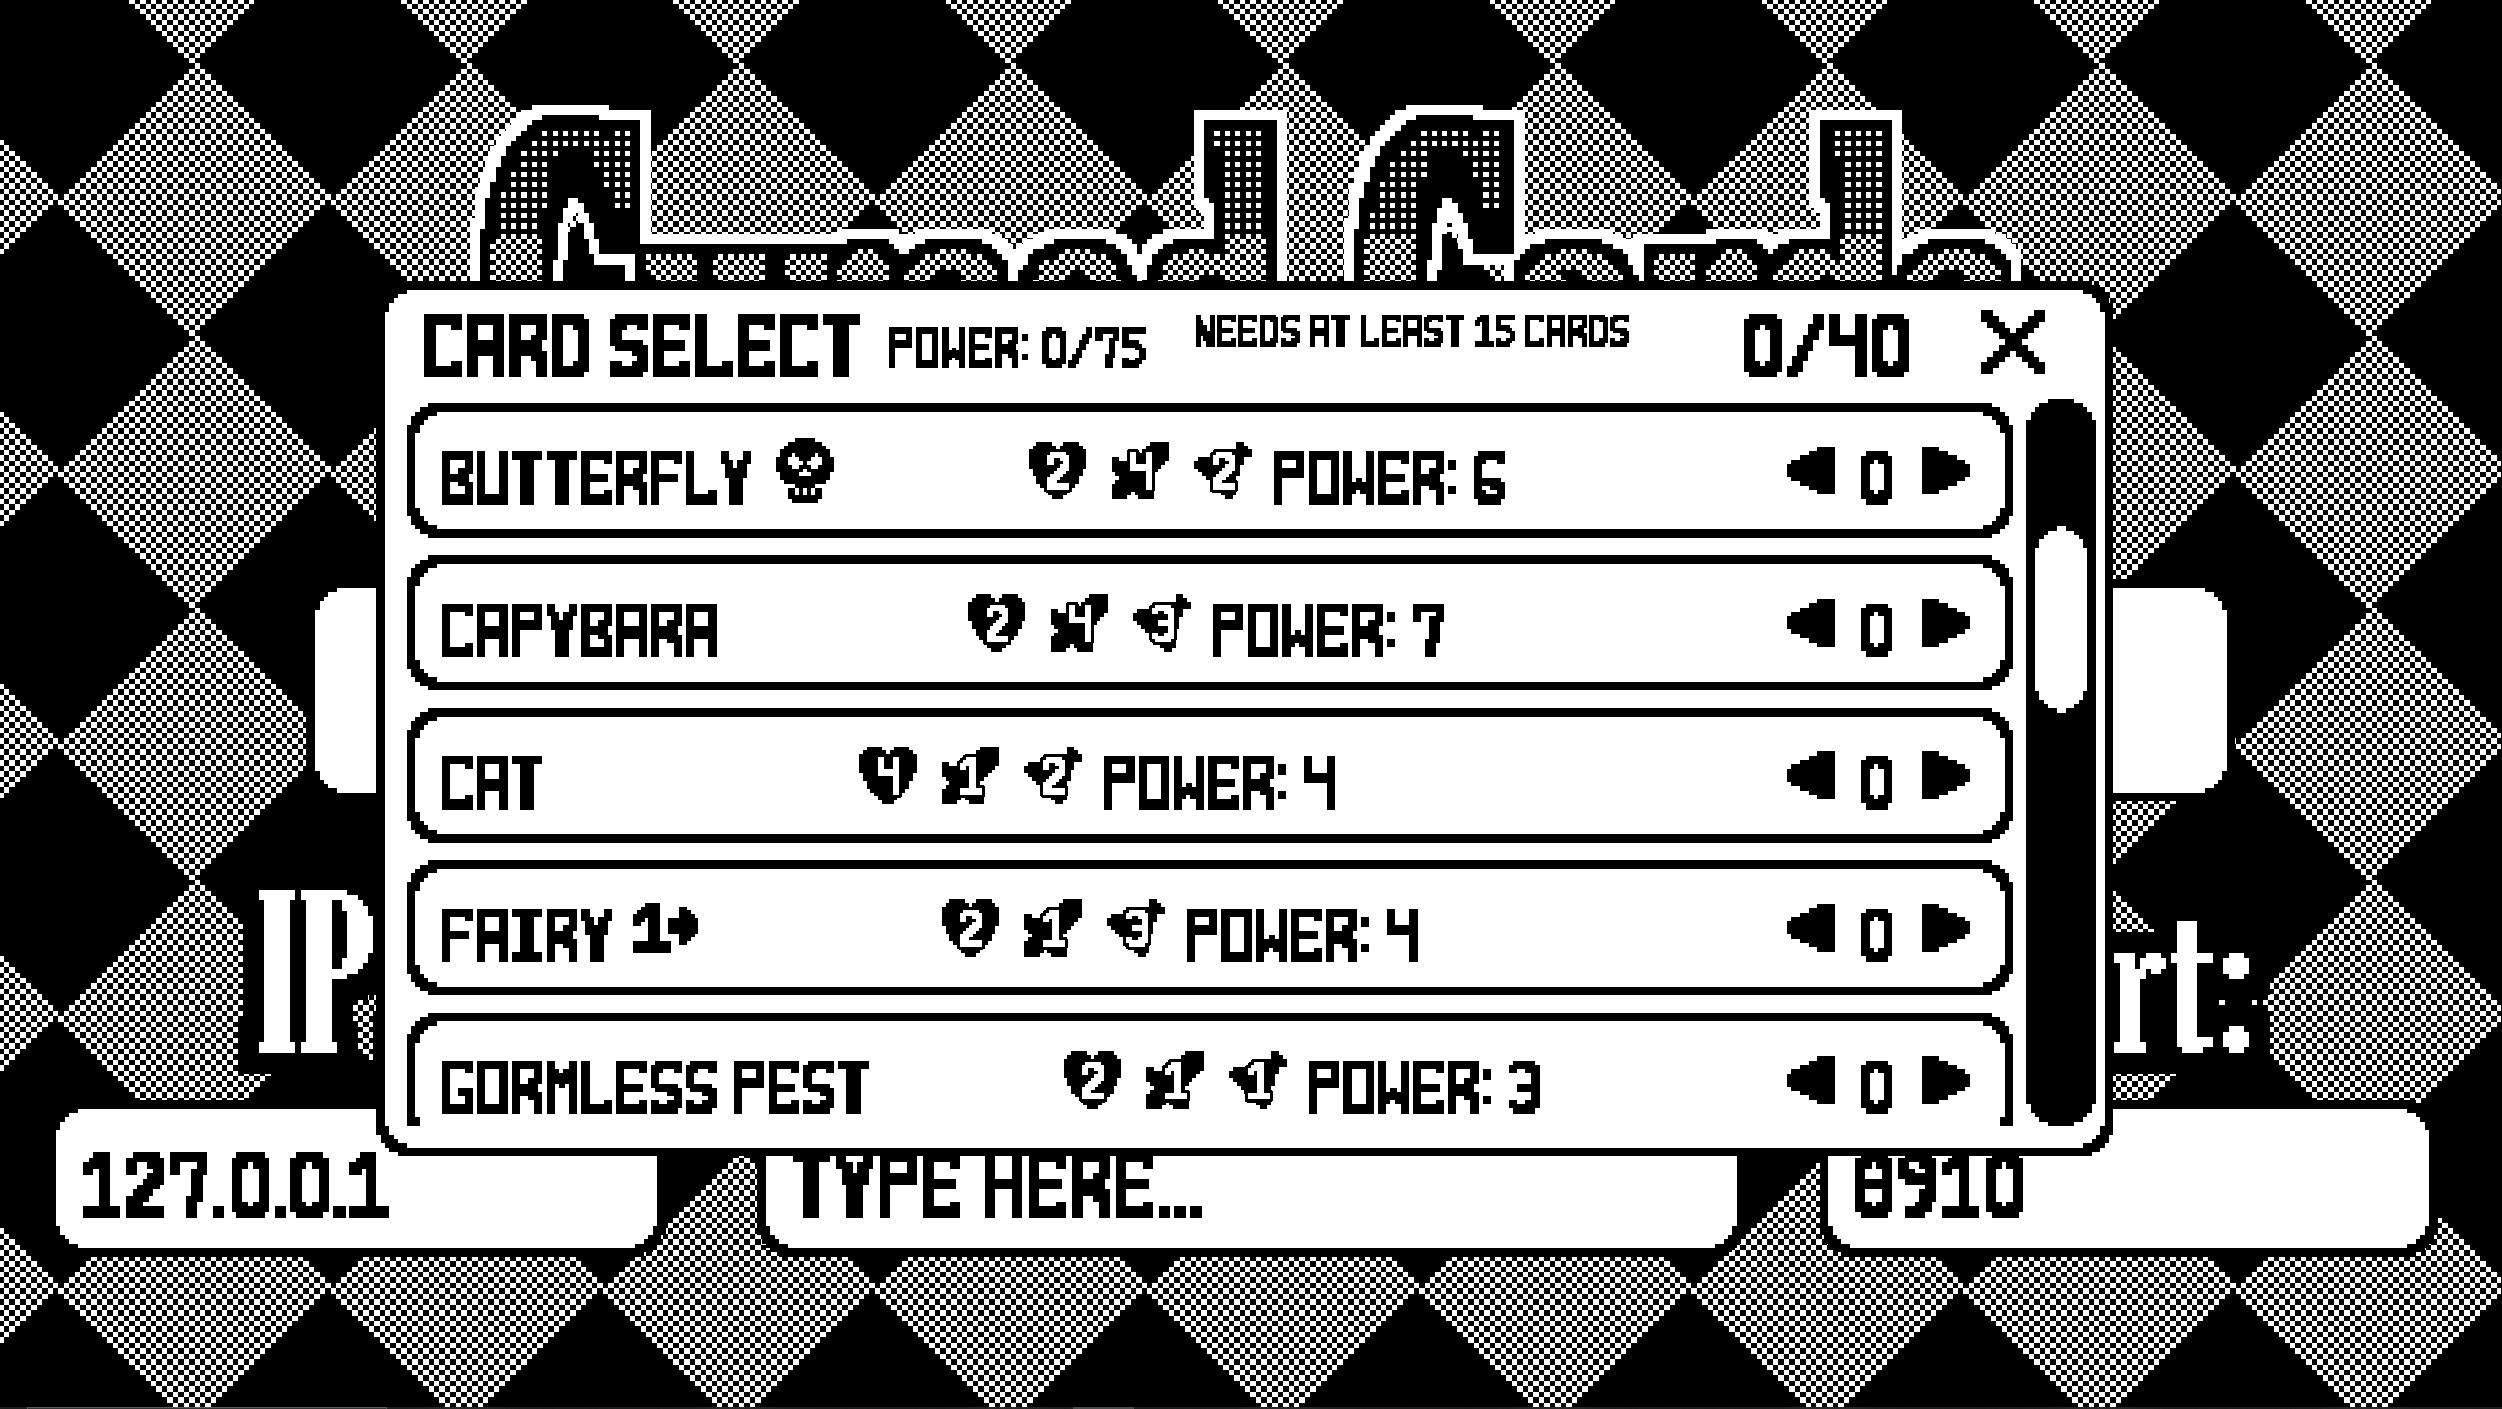 CARD SELECT POWER: 0/75 NEEDS AT LEAST 15 CARDS 0/40
BUTTERFLY 2 4 2 POWER: 6 0
CAPYBARA 2 4 3 POWER: 7 0
CAT 4 1 2 POWER: 4 0
FAIRY 1 2 1 3 POWER: 4 0
GORMLESS PEST 2 1 1 POWER: 3 0
IP rt:
127.0.0.1 TYPE HERE... 8910